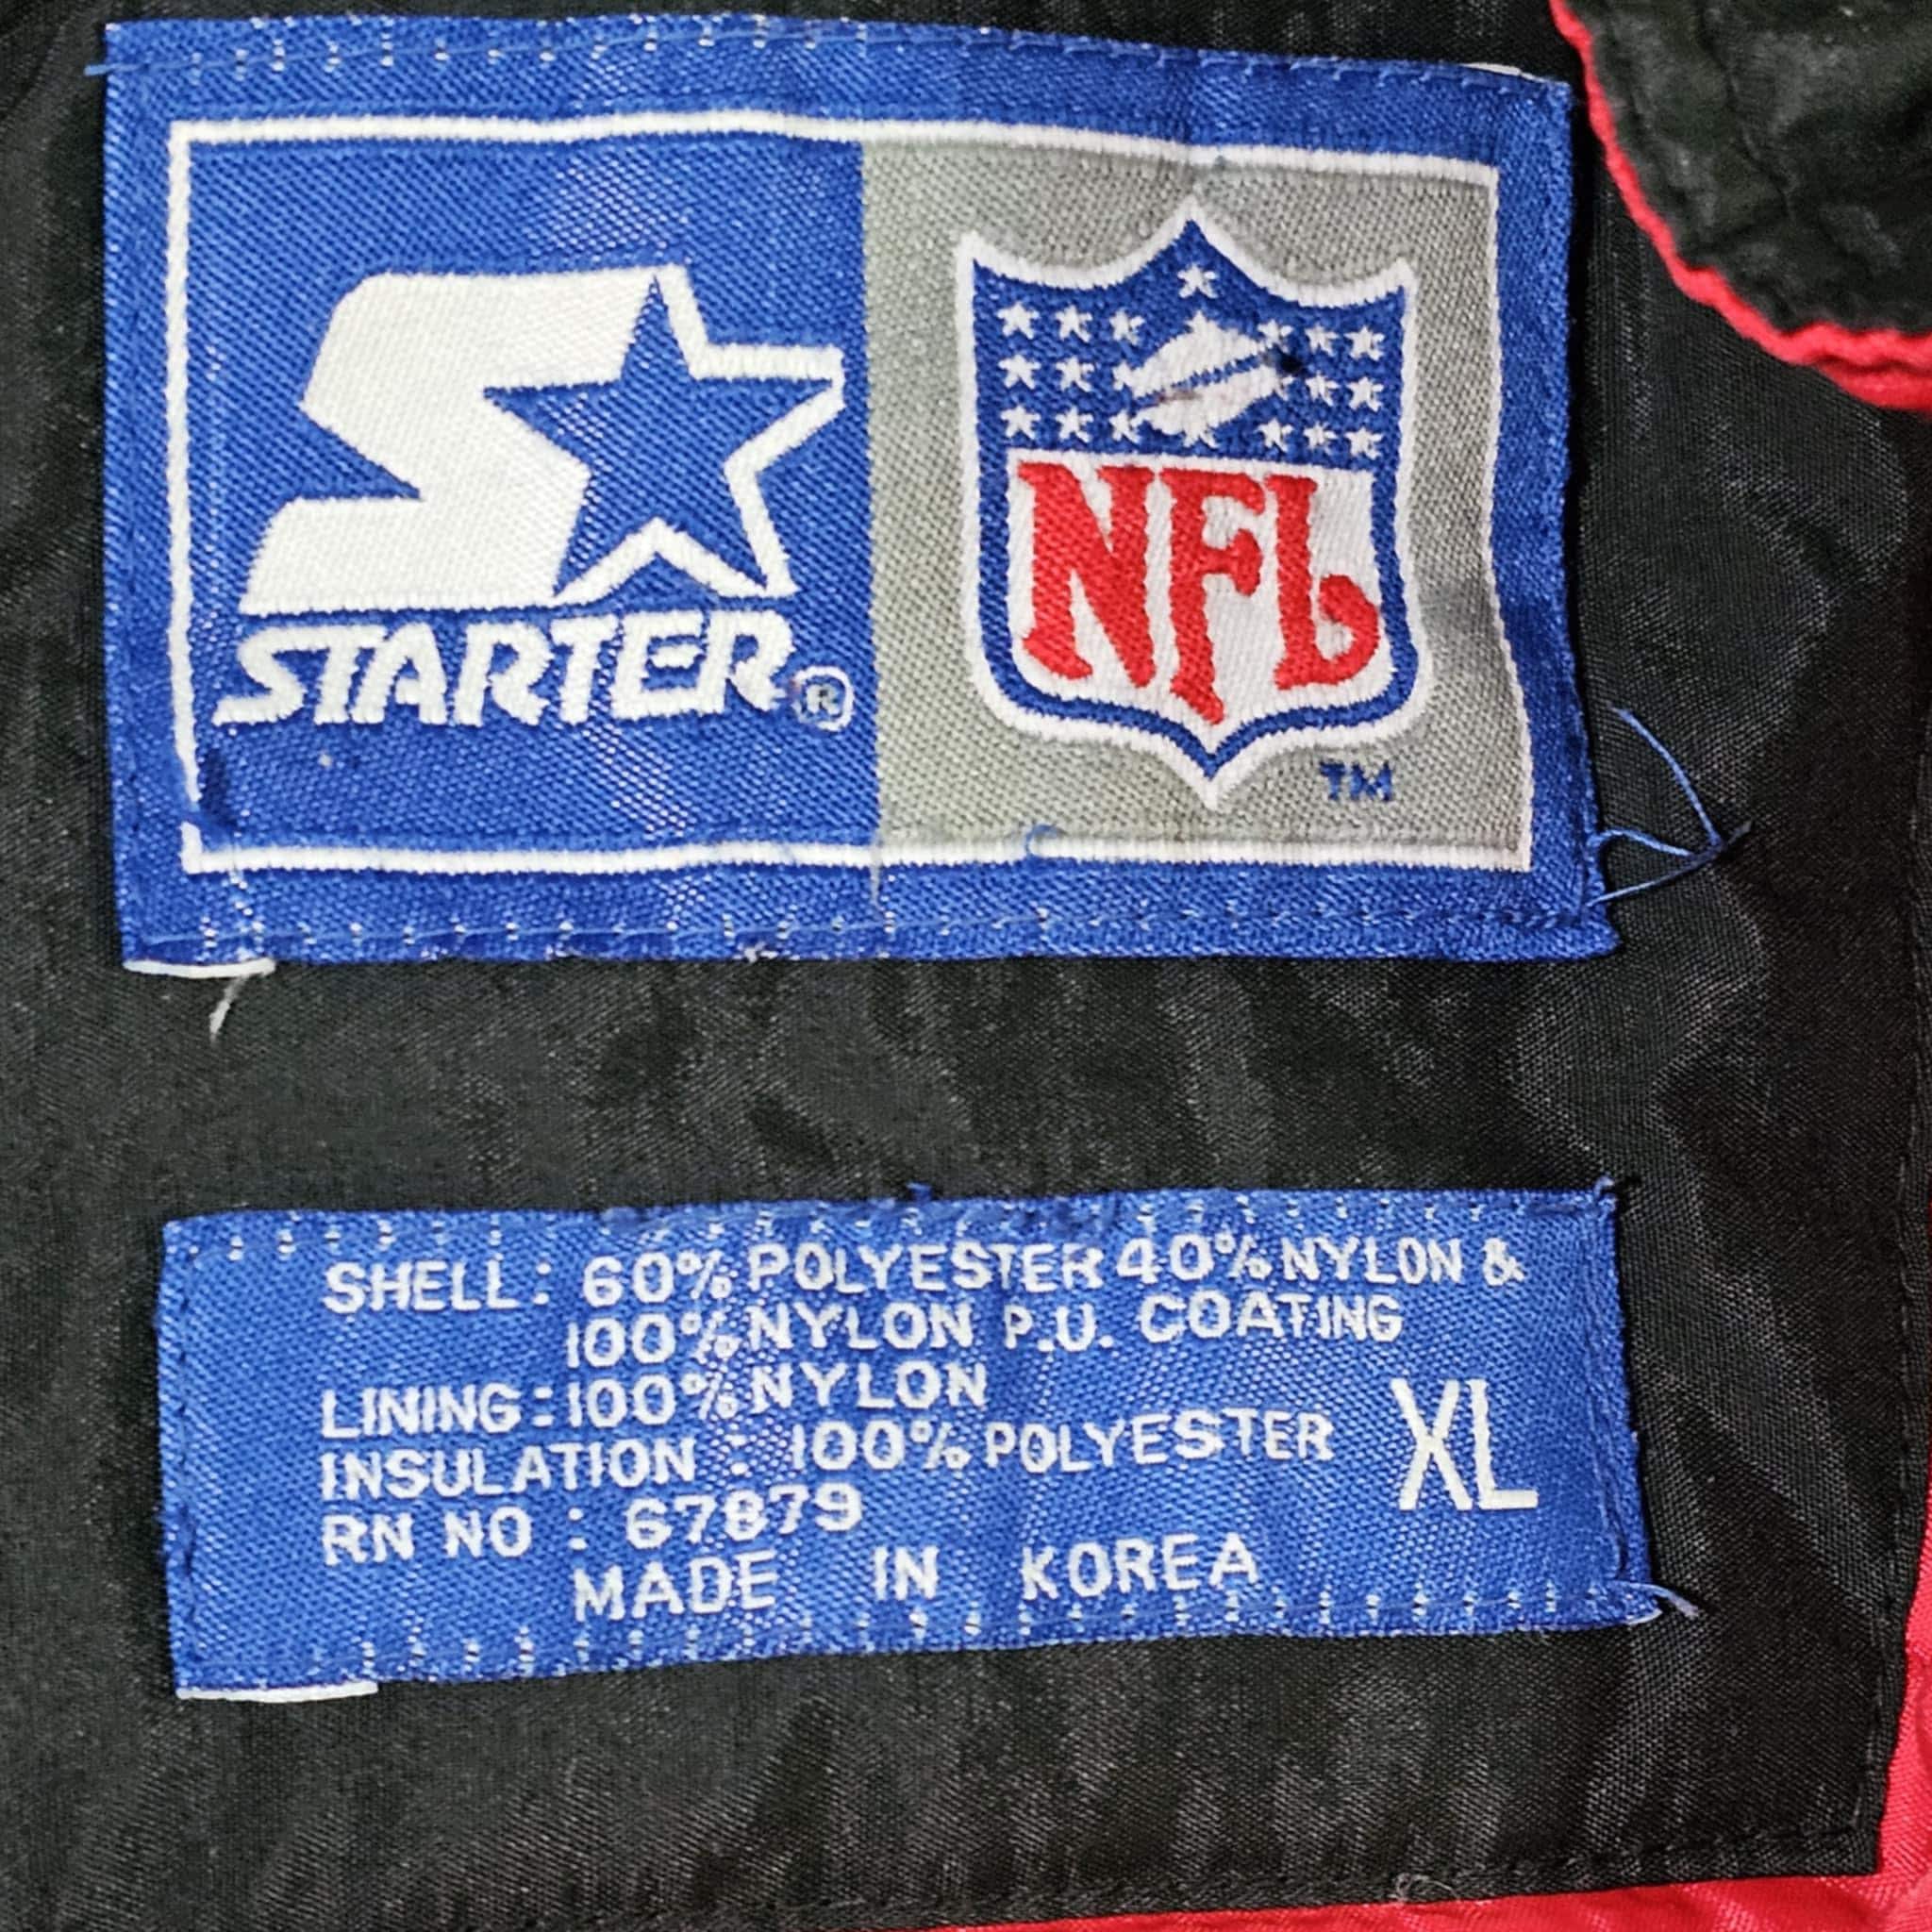 STARTER®
NFL
TM
SHELL: 60% POLYESTER 40% NYLON &
100% NYLON P.U. COATING
LINING: 100% NYLON
INSULATION : 100% POLYESTER
XL
RN NO : 67879
MADE IN KOREA